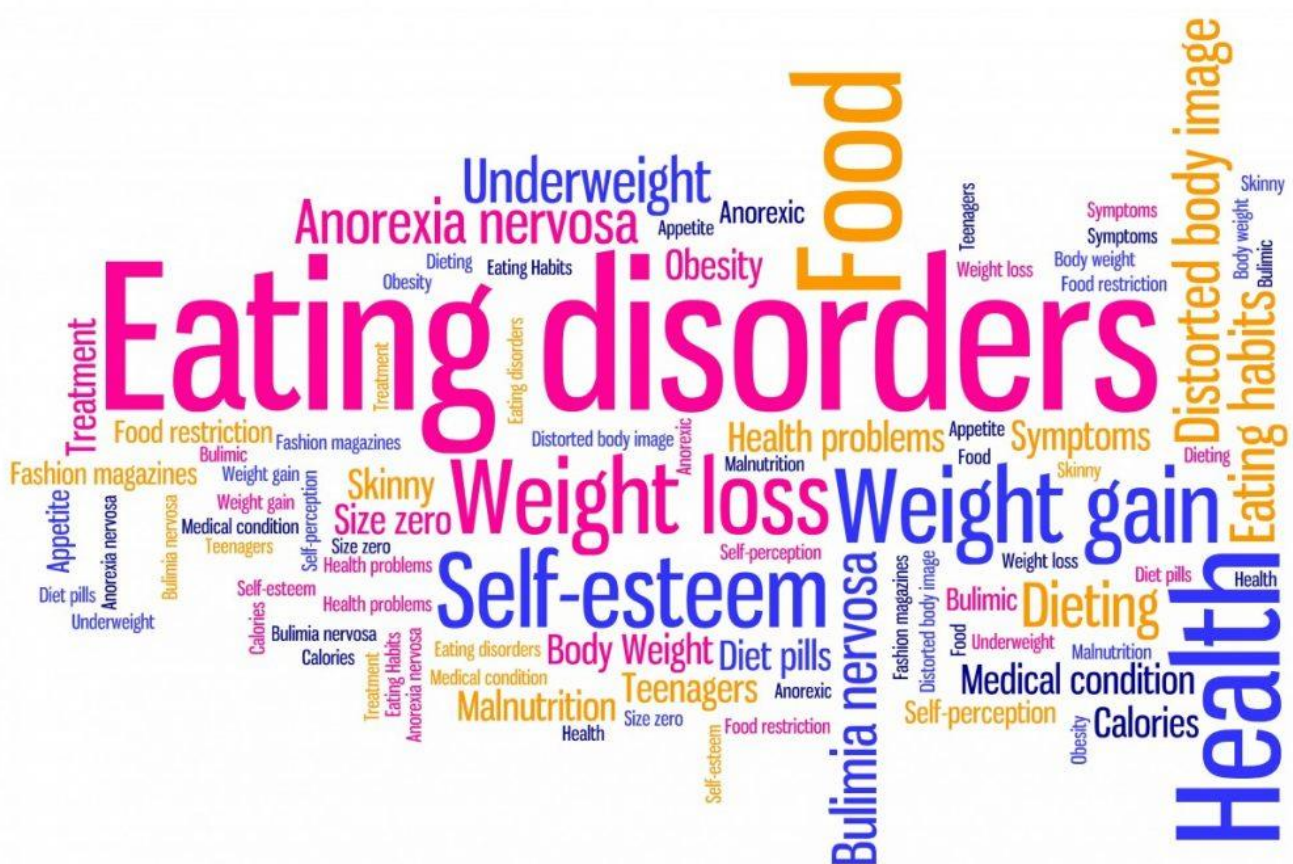 Distorted body image
Food
Underweight
Skinny
Anorexia nervosa
Appetite
Anorexic
Teenagers
Symptoms
Symptoms
Body weight
Bulimic
Dieting
Eating Habits
Obesity
Obesity
Weight loss
Body weight
Food restriction
Eating disorders
Treatment
Treatment
Eating disorders
Eating habits
Food restriction
Fashion magazines
Distorted body image
Anorexic
Health problems
Appetite
Symptoms
Bulimic
Malnutrition
Food
Dieting
Fashion magazines
Weight gain
Self-perception
Skinny
Weight loss
Weight gain
Skinny
Appetite
Anorexia nervosa
Bulimia nervosa
Weight gain
Medical condition
Size zero
Teenagers
Size zero
Health problems
Self-perception
Weight loss
Diet pills
Health
Health
Self-esteem
Self-esteem
Diet pills
Underweight
Calories
Health problems
Bulimia nervosa
Fashion magazines
Distorted body image
Bulimic
Dieting
Bulimia nervosa
Calories
Treatment
Eating Habits
Anorexia nervosa
Eating disorders
Body Weight
Diet pills
Food
Underweight
Malnutrition
Medical condition
Malnutrition
Teenagers
Anorexic
Medical condition
Size zero
Health
Self-esteem
Food restriction
Self-perception
Obesity
Calories